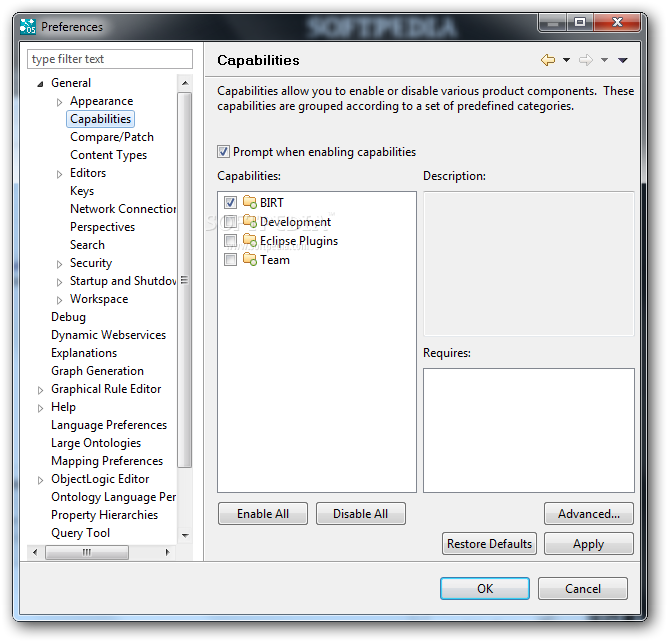 SOFTPEDIA
DS
Preferences
type filter text
General
Appearance
Capabilities
Compare/Patch
Content Types
Editors
Keys
Network Connection
Perspectives
Search
Security
Startup and Shutdow
Workspace
Debug
Dynamic Webservices
Explanations
Graph Generation
Graphical Rule Editor
Help
Language Preferences
Large Ontologies
Mapping Preferences
ObjectLogic Editor
Ontology Language Per
Property Hierarchies
Query Tool
Capabilities
Capabilities allow you to enable or disable various product components. These
capabilities are grouped according to a set of predefined categories.
Prompt when enabling capabilities
Capabilities:
BIRT
Development
Eclipse Plugins
Team
Description:
Requires:
Enable All
Disable All
Advanced...
Restore Defaults
Apply
OK
Cancel